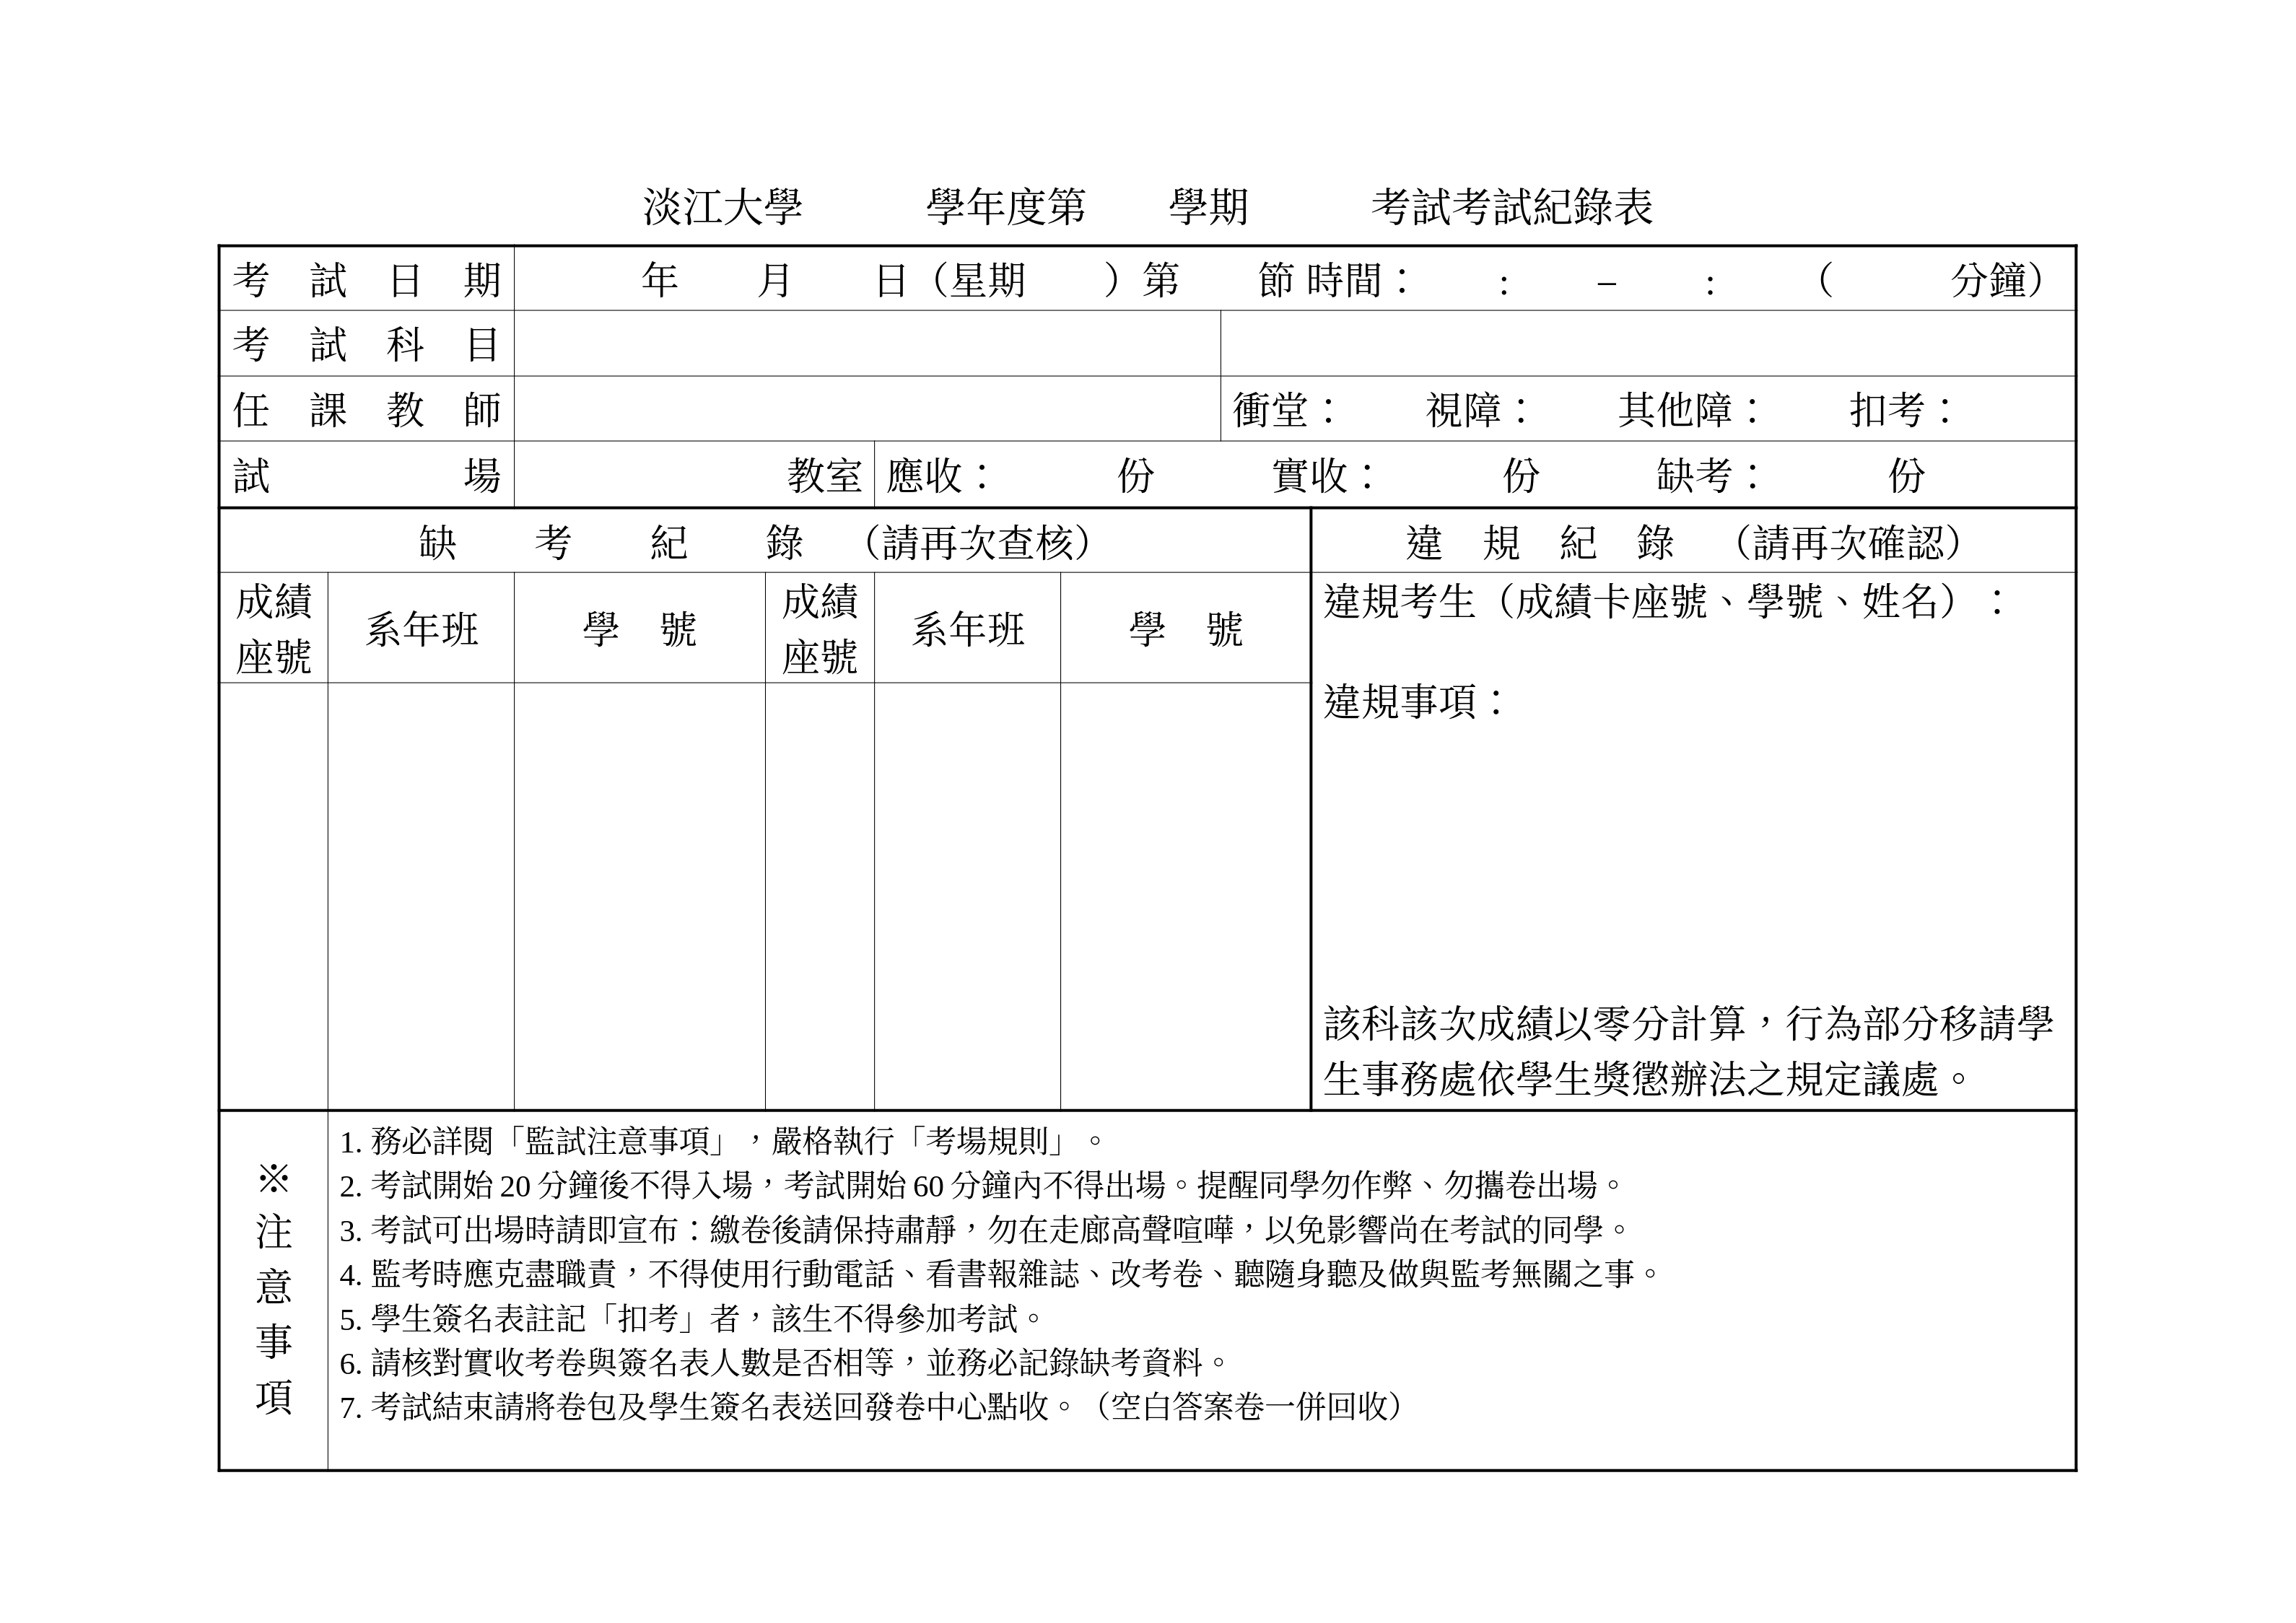 淡江大學　　　學年度第　　學期　　　考試考試紀錄表
考　試　日　期　　　年　　月　　日（星期　　）第　　節 時間：　　:　　–　　:　　（　　　分鐘）
考　試　科　目
任　課　教　師　　衝堂：　　視障：　　其他障：　　扣考：
試　　　　　場　　教室　應收：　　　份　　　實收：　　　份　　　缺考：　　　份
缺　　考　　紀　　錄　（請再次查核）　　違　規　紀　錄　（請再次確認）
成績座號　系年班　學　號　成績座號　系年班　學　號
違規考生（成績卡座號、學號、姓名）：
違規事項：
該科該次成績以零分計算，行為部分移請學
生事務處依學生獎懲辦法之規定議處。
※注意事項
1. 務必詳閱「監試注意事項」，嚴格執行「考場規則」。
2. 考試開始 20 分鐘後不得入場，考試開始 60 分鐘內不得出場。提醒同學勿作弊、勿攜卷出場。
3. 考試可出場時請即宣布：繳卷後請保持肅靜，勿在走廊高聲喧嘩，以免影響尚在考試的同學。
4. 監考時應克盡職責，不得使用行動電話、看書報雜誌、改考卷、聽隨身聽及做與監考無關之事。
5. 學生簽名表註記「扣考」者，該生不得參加考試。
6. 請核對實收考卷與簽名表人數是否相等，並務必記錄缺考資料。
7. 考試結束請將卷包及學生簽名表送回發卷中心點收。（空白答案卷一併回收）